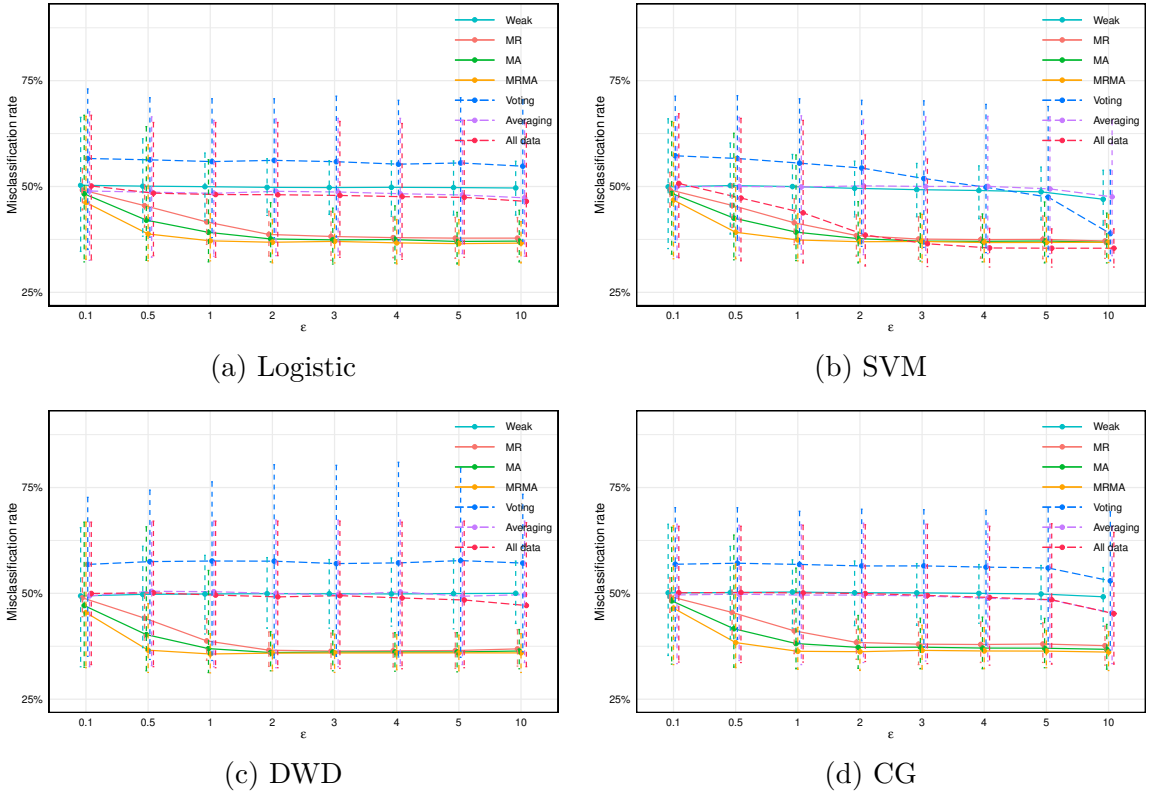 Misclassification rate
75%
50%
25%
0.1 0.5 1 2 3 4 5 10
ε
Weak
MR
MA
MRMA
Voting
Averaging
All data
(a) Logistic
Misclassification rate
75%
50%
25%
0.1 0.5 1 2 3 4 5 10
ε
Weak
MR
MA
MRMA
Voting
Averaging
All data
(b) SVM
Misclassification rate
75%
50%
25%
0.1 0.5 1 2 3 4 5 10
ε
Weak
MR
MA
MRMA
Voting
Averaging
All data
(c) DWD
Misclassification rate
75%
50%
25%
0.1 0.5 1 2 3 4 5 10
ε
Weak
MR
MA
MRMA
Voting
Averaging
All data
(d) CG